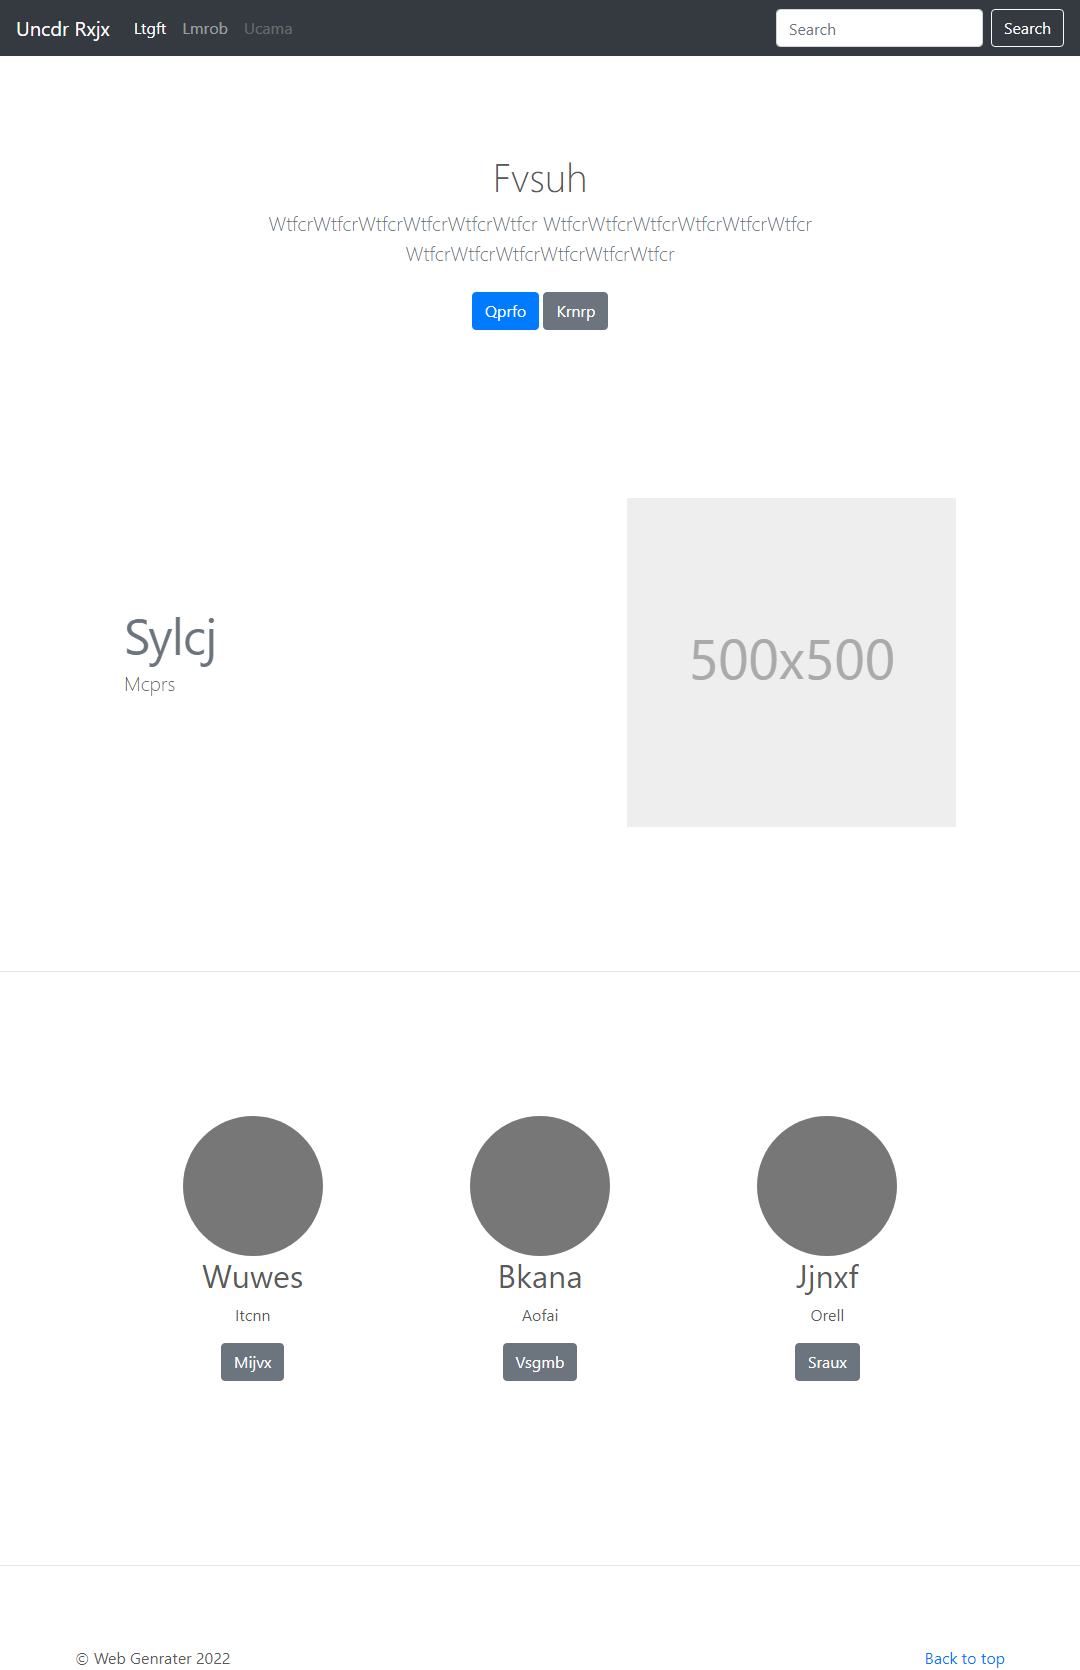 Uncdr Rxjx Ltgft Lmrob Ucama Search Search
Fvsuh
WtfcrWtfcrWtfcrWtfcrWtfcrWtfcr WtfcrWtfcrWtfcrWtfcrWtfcrWtfcr
WtfcrWtfcrWtfcrWtfcrWtfcrWtfcr
Qprfo Krnrp
Sylcj
Mcprs
500x500
Wuwes Bkana Jjnxf
Itcnn Aofai Orell
Mijvx Vsgmb Sraux
© Web Genrater 2022 Back to top